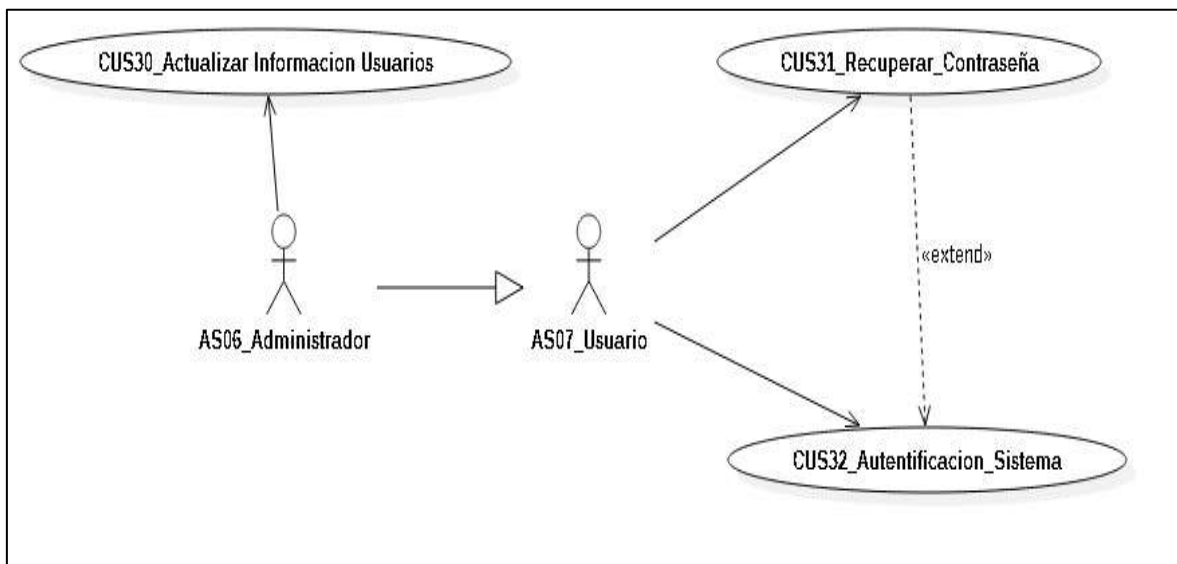 CUS30_Actualizar Informacion Usuarios
CUS31_Recuperar_Contraseña
«extend»
AS06_Administrador
AS07_Usuario
CUS32_Autentificacion_Sistema